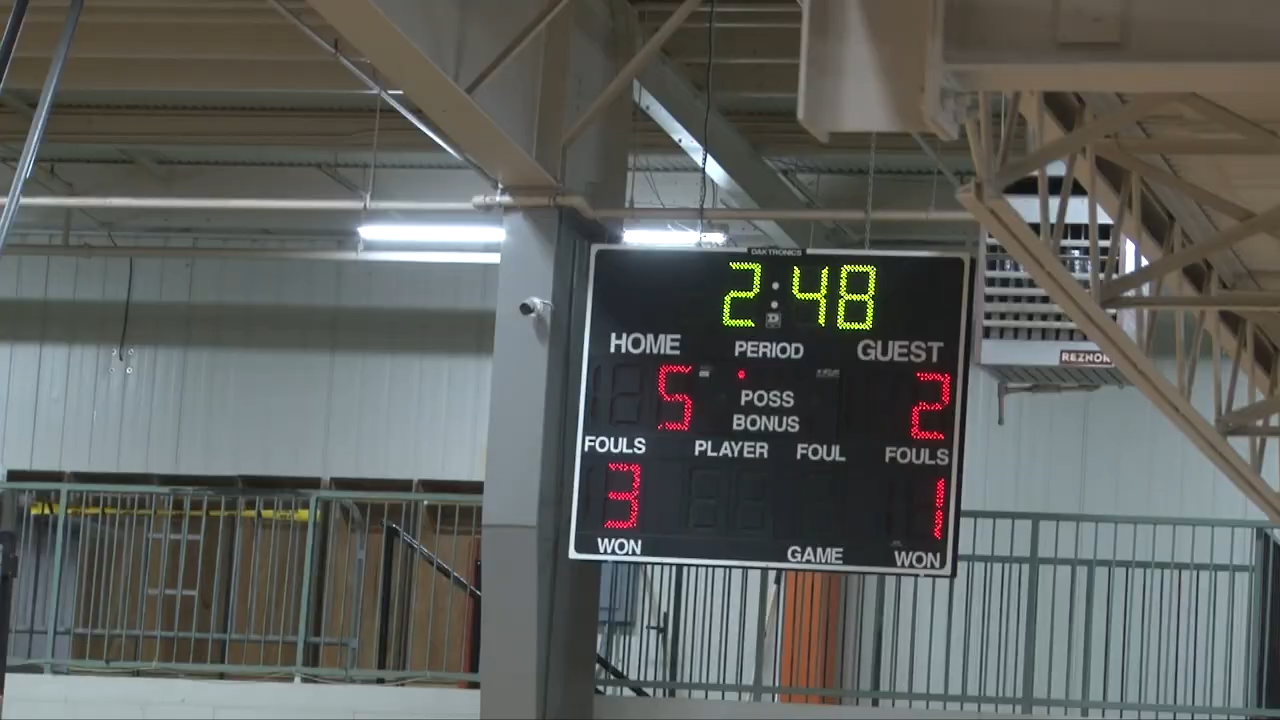 DAKTRONICS
2:48
HOME PERIOD GUEST
5 POSS 2
BONUS
FOULS PLAYER FOUL FOULS
3 1
WON GAME WON
REZNOR